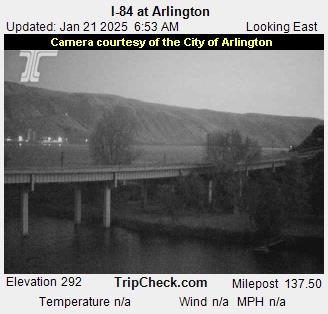 I-84 at Arlington
Updated: Jan 21 2025 6:53 AM Looking East
Camera courtesy of the City of Arlington
Elevation 292 TripCheck.com Milepost 137.50
Temperature n/a Wind n/a MPH n/a